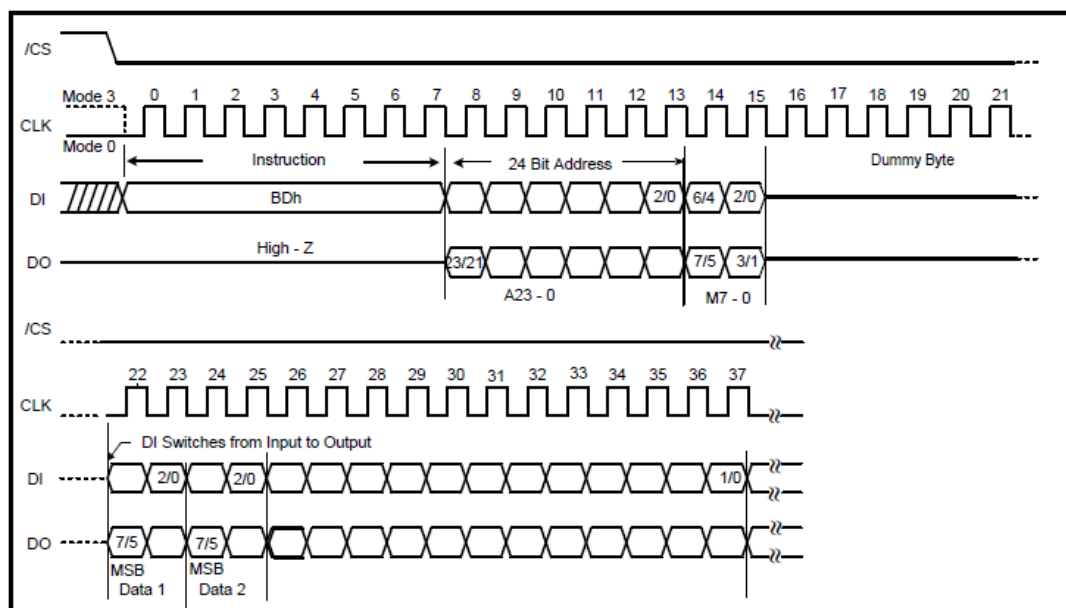 /CS
Mode 3 0 1 2 3 4 5 6 7 8 9 10 11 12 13 14 15 16 17 18 19 20 21
CLK
Mode 0
Instruction 24 Bit Address Dummy Byte
DI BDh 2/0 6/4 2/0
DO High - Z 23/21 7/5 3/1
A23 - 0 M7 - 0
/CS
22 23 24 25 26 27 28 29 30 31 32 33 34 35 36 37
CLK
DI Switches from Input to Output
DI 2/0 2/0 1/0
DO 7/5 7/5
MSB MSB
Data 1 Data 2